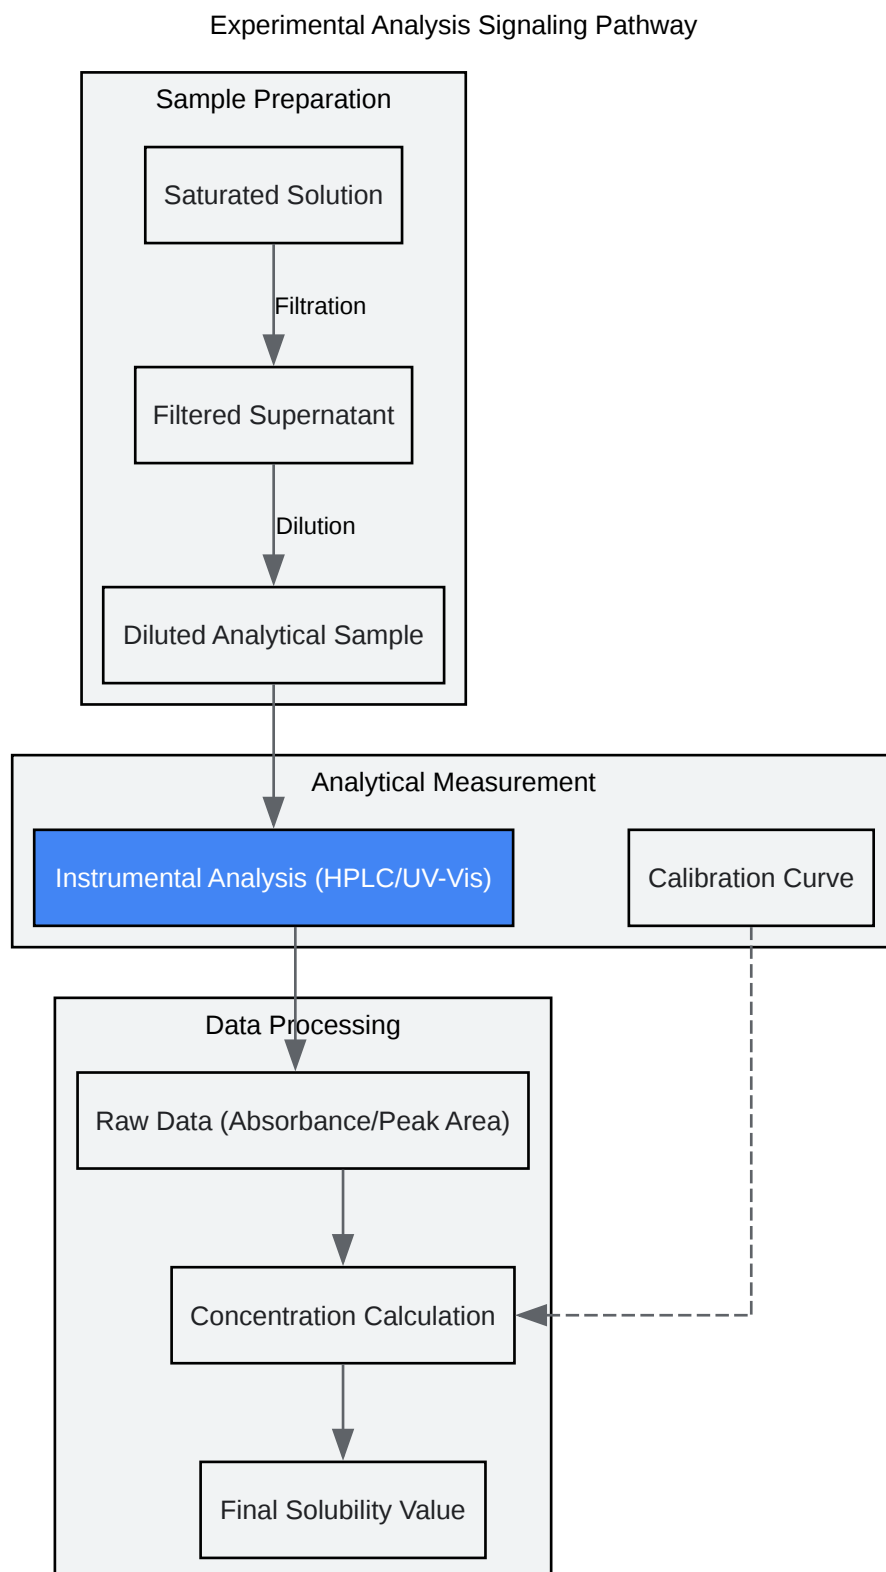 Experimental Analysis Signaling Pathway
Sample Preparation
Saturated Solution
Filtration
Filtered Supernatant
Dilution
Diluted Analytical Sample
Analytical Measurement
Instrumental Analysis (HPLC/UV-Vis)
Calibration Curve
Data Processing
Raw Data (Absorbance/Peak Area)
Concentration Calculation
Final Solubility Value